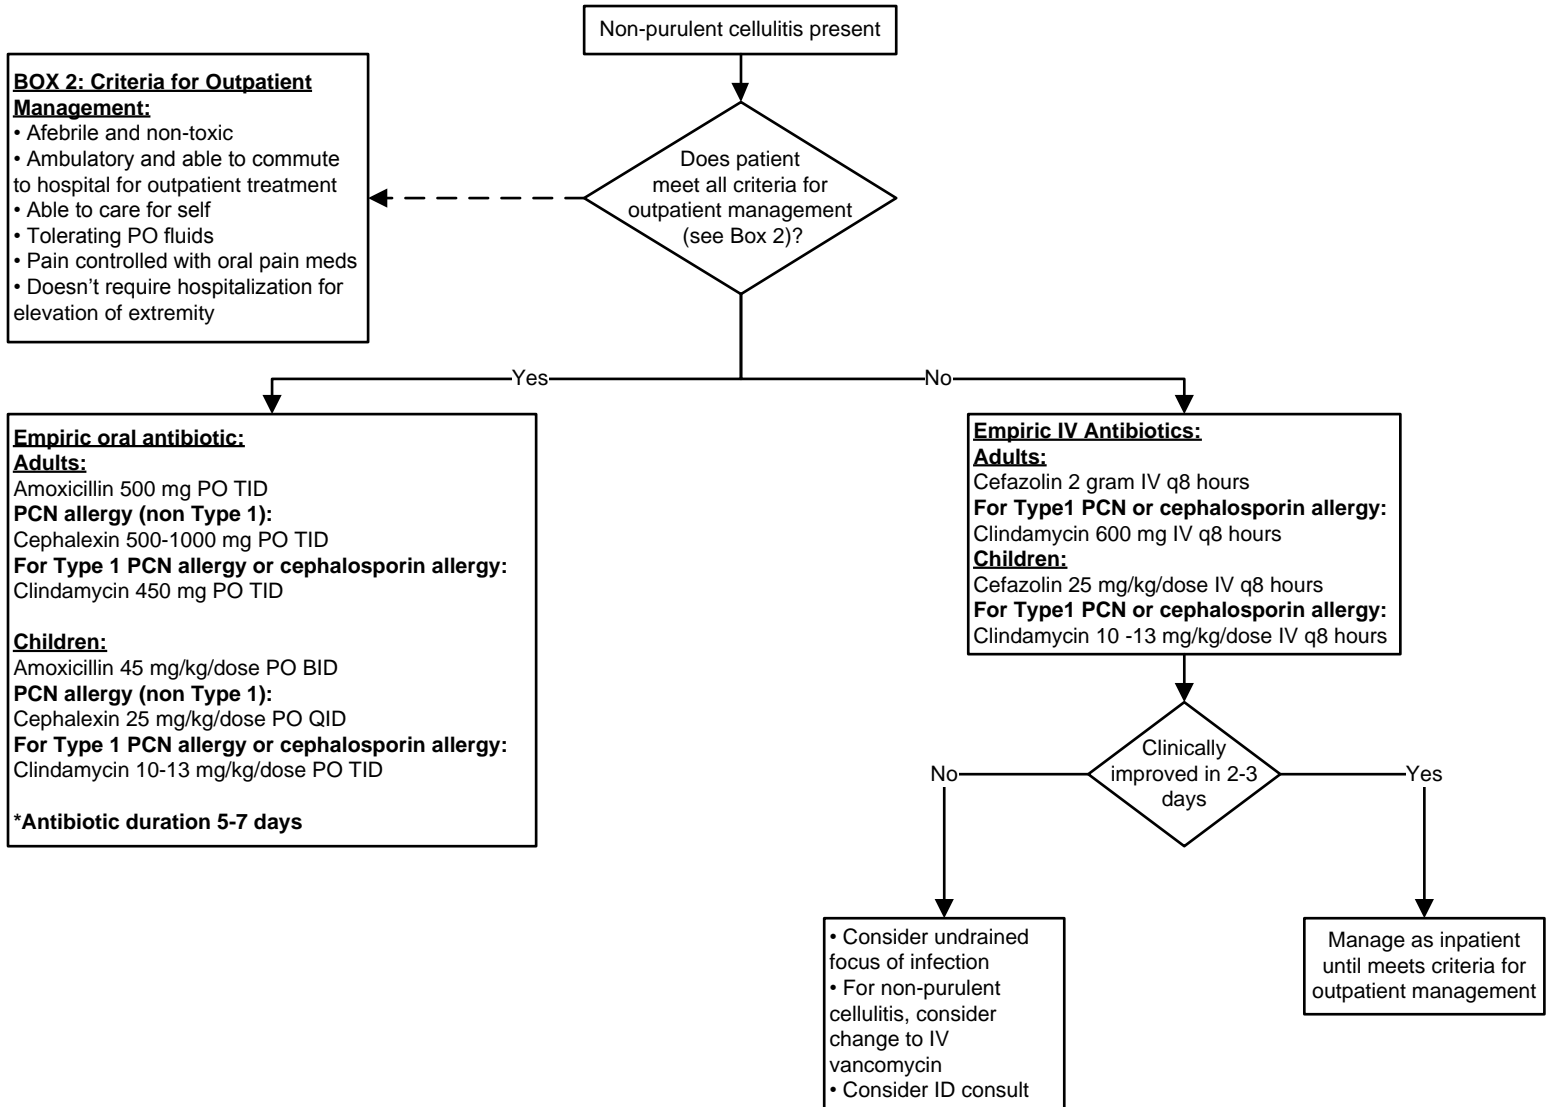 Non-purulent cellulitis present
BOX 2: Criteria for Outpatient
Management:
• Afebrile and non-toxic
• Ambulatory and able to commute
to hospital for outpatient treatment
• Able to care for self
• Tolerating PO fluids
• Pain controlled with oral pain meds
• Doesn't require hospitalization for
elevation of extremity
Does patient
meet all criteria for
outpatient management
(see Box 2)?
Yes
No
Empiric oral antibiotic:
Adults:
Amoxicillin 500 mg PO TID
PCN allergy (non Type 1):
Cephalexin 500-1000 mg PO TID
For Type 1 PCN allergy or cephalosporin allergy:
Clindamycin 450 mg PO TID
Children:
Amoxicillin 45 mg/kg/dose PO BID
PCN allergy (non Type 1):
Cephalexin 25 mg/kg/dose PO QID
For Type 1 PCN allergy or cephalosporin allergy:
Clindamycin 10-13 mg/kg/dose PO TID
*Antibiotic duration 5-7 days
Empiric IV Antibiotics:
Adults:
Cefazolin 2 gram IV q8 hours
For Type1 PCN or cephalosporin allergy:
Clindamycin 600 mg IV q8 hours
Children:
Cefazolin 25 mg/kg/dose IV q8 hours
For Type1 PCN or cephalosporin allergy:
Clindamycin 10 -13 mg/kg/dose IV q8 hours
Clinically
improved in 2-3
days
No
Yes
• Consider undrained
focus of infection
• For non-purulent
cellulitis, consider
change to IV
vancomycin
• Consider ID consult
Manage as inpatient
until meets criteria for
outpatient management